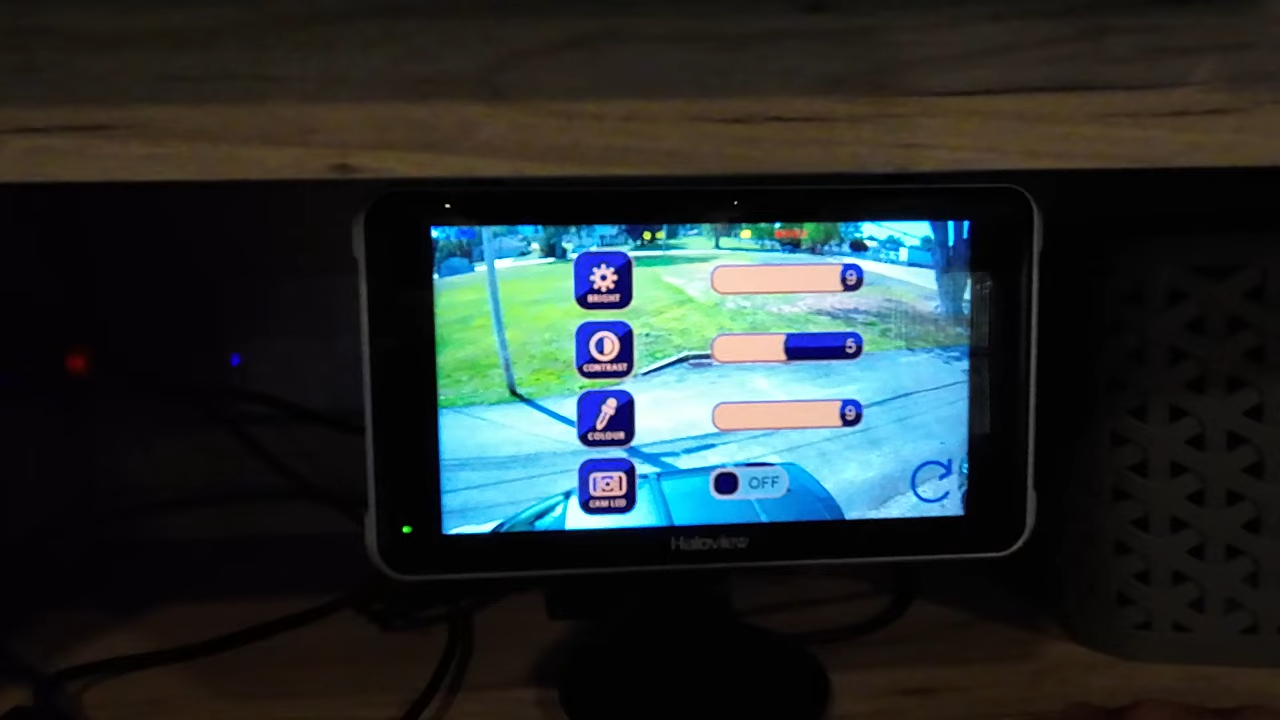 BRIGHT 9
CONTRAST 5
COLOUR 9
CAM LED OFF
Haloview